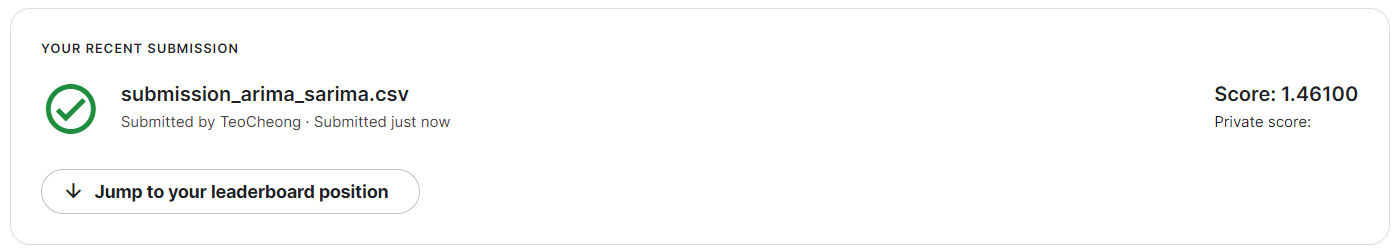 YOUR RECENT SUBMISSION
submission_arima_sarima.csv
Score: 1.46100
Submitted by TeoCheong · Submitted just now
Private score:
Jump to your leaderboard position